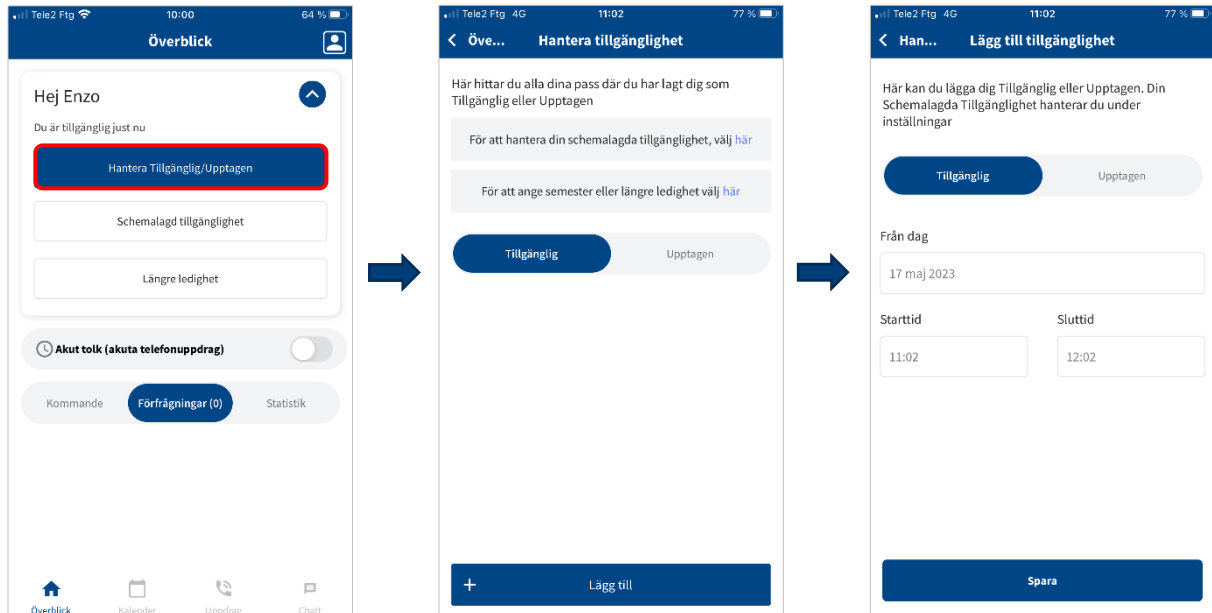 Tele2 Ftg 10:00 64 %
Överblick
Hej Enzo
Du är tillgänglig just nu
Hantera Tillgänglig/Upptagen
Schemalagd tillgänglighet
Längre ledighet
Akut tolk (akuta telefonuppdrag)
Kommande Förfrågningar (0) Statistik
Överblick Kalender Uppdrag Chatt
Tele2 Ftg 4G 11:02 77 %
Öve... Hantera tillgänglighet
Här hittar du alla dina pass där du har lagt dig som
Tillgänglig eller Upptagen
För att hantera din schemalagda tillgänglighet, välj här
För att ange semester eller längre ledighet välj här
Tillgänglig Upptagen
+ Lägg till
Tele2 Ftg 4G 11:02 77 %
Han... Lägg till tillgänglighet
Här kan du lägga dig Tillgänglig eller Upptagen. Din
Schemalagda Tillgänglighet hanterar du under
inställningar
Tillgänglig Upptagen
Från dag
17 maj 2023
Starttid Sluttid
11:02 12:02
Spara